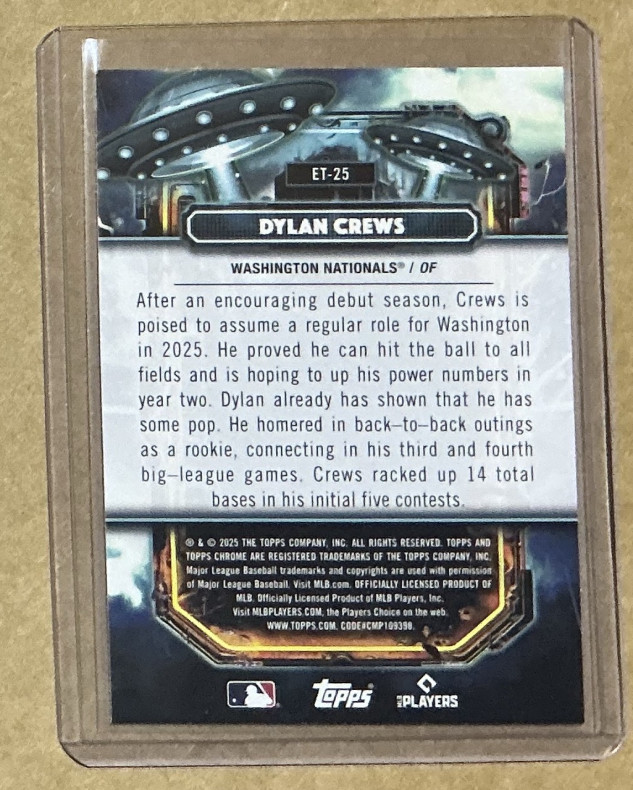 ET-25
DYLAN CREWS
WASHINGTON NATIONALS® / OF
After an encouraging debut season, Crews is
poised to assume a regular role for Washington
in 2025. He proved he can hit the ball to all
fields and is hoping to up his power numbers in
year two. Dylan already has shown that he has
some pop. He homered in back–to–back outings
as a rookie, connecting in his third and fourth
big–league games. Crews racked up 14 total
bases in his initial five contests.
® & © 2025 THE TOPPS COMPANY, INC. ALL RIGHTS RESERVED. TOPPS AND
TOPPS CHROME ARE REGISTERED TRADEMARKS OF THE TOPPS COMPANY, INC.
Major League Baseball trademarks and copyrights are used with permission
of Major League Baseball. Visit MLB.com. OFFICIALLY LICENSED PRODUCT OF
MLB. Officially Licensed Product of MLB Players, Inc.
Visit MLBPLAYERS.COM, the Players Choice on the web.
WWW.TOPPS.COM. CODE#CMP109398.
Topps® MLB PLAYERS